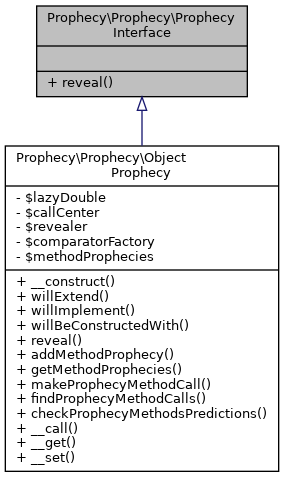 Prophecy\Prophecy\Prophecy
Interface
+ reveal()
Prophecy\Prophecy\Object
Prophecy
- $lazyDouble
- $callCenter
- $revealer
- $comparatorFactory
- $methodProphecies
+ __construct()
+ willExtend()
+ willImplement()
+ willBeConstructedWith()
+ reveal()
+ addMethodProphecy()
+ getMethodProphecies()
+ makeProphecyMethodCall()
+ findProphecyMethodCalls()
+ checkProphecyMethodsPredictions()
+ __call()
+ __get()
+ __set()